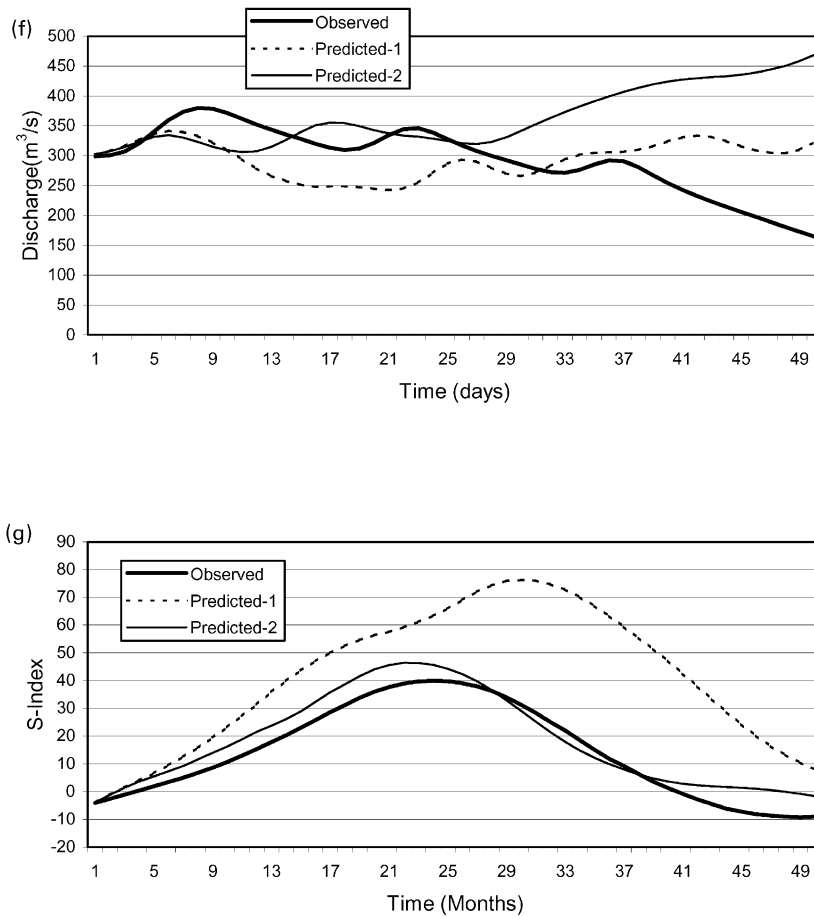 (f)
Observed
Predicted-1
Predicted-2
Discharge(m³/s)
500
450
400
350
300
250
200
150
100
50
0
1 5 9 13 17 21 25 29 33 37 41 45 49
Time (days)
(g)
Observed
Predicted-1
Predicted-2
S-Index
90
80
70
60
50
40
30
20
10
0
-10
-20
1 5 9 13 17 21 25 29 33 37 41 45 49
Time (Months)